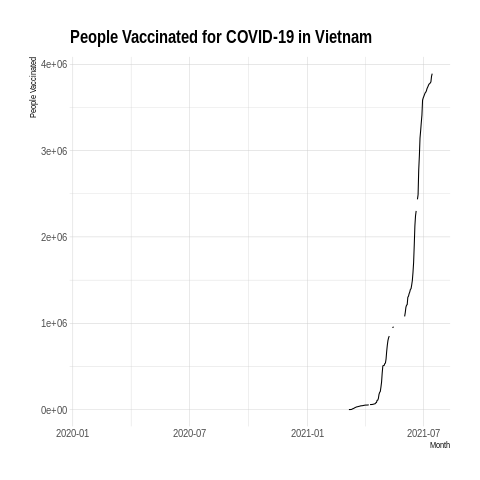 People Vaccinated for COVID-19 in Vietnam
People Vaccinated
4e+06
3e+06
2e+06
1e+06
0e+00
2020-01
2020-07
2021-01
2021-07
Month